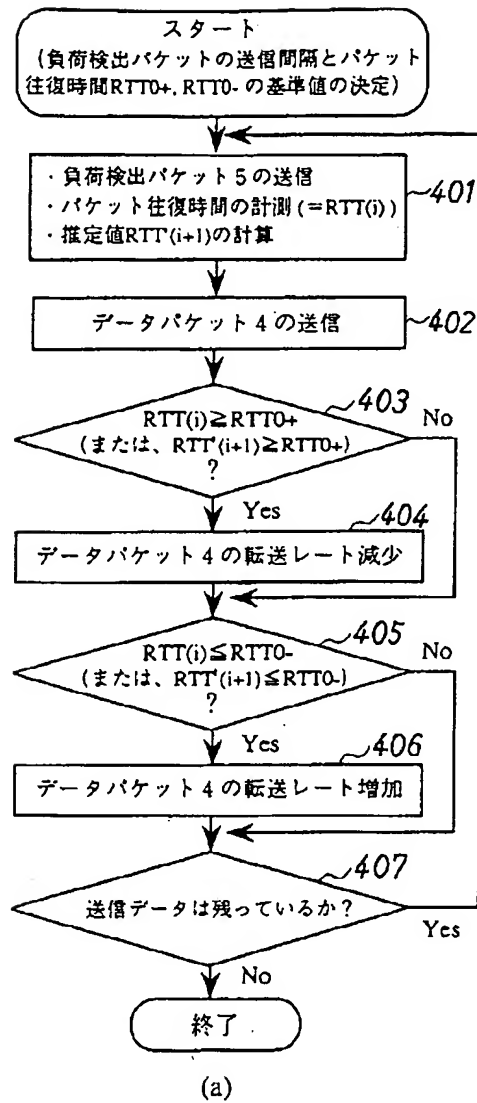 スタート
(負荷検出パケットの送信間隔とパケット
往復時間RTT0+, RTT0- の基準値の決定)
・負荷検出パケット5の送信
・パケット往復時間の計測 (=RTT(i))
・推定値RTT'(i+1)の計算
401
データパケット4の送信
402
403
RTT(i)≧RTT0+
(または、RTT'(i+1)≧RTT0+)
?
No
Yes
404
データパケット4の転送レート減少
405
RTT(i)≦RTT0-
(または、RTT'(i+1)≦RTT0-)
?
No
Yes
406
データパケット4の転送レート増加
407
送信データは残っているか?
Yes
No
終了
(a)